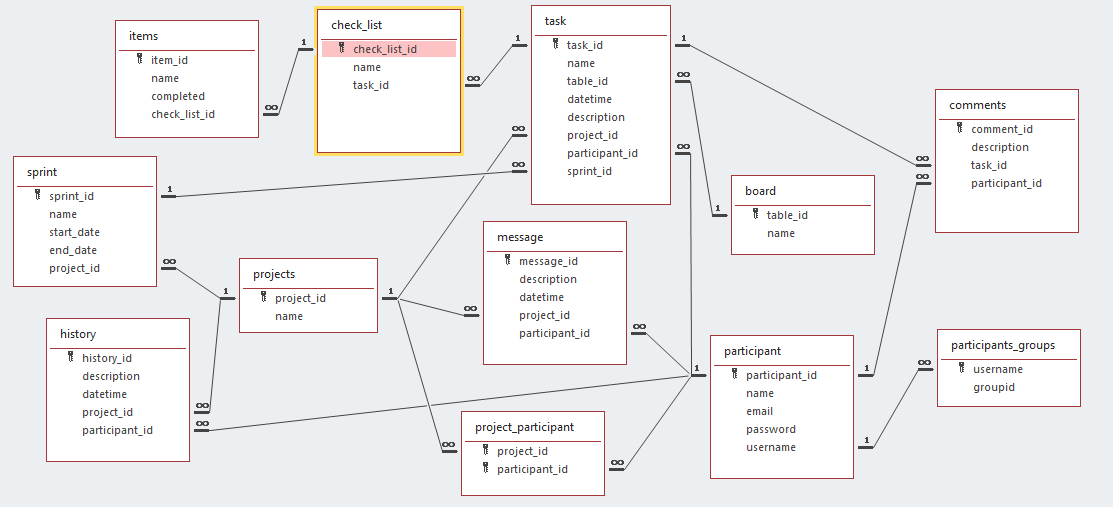 items
item_id
name
completed
check_list_id
check_list
check_list_id
name
task_id
task
task_id
name
table_id
datetime
description
project_id
participant_id
sprint_id
comments
comment_id
description
task_id
participant_id
sprint
sprint_id
name
start_date
end_date
project_id
board
table_id
name
message
message_id
description
datetime
project_id
participant_id
projects
project_id
name
history
history_id
description
datetime
project_id
participant_id
participant
participant_id
name
email
password
username
participants_groups
username
groupid
project_participant
project_id
participant_id
1
∞
1
∞
1
∞
∞
∞
∞
∞
∞
1
1
∞
1
1
∞
∞
∞
1
1
∞
1
∞
∞
∞
∞
1